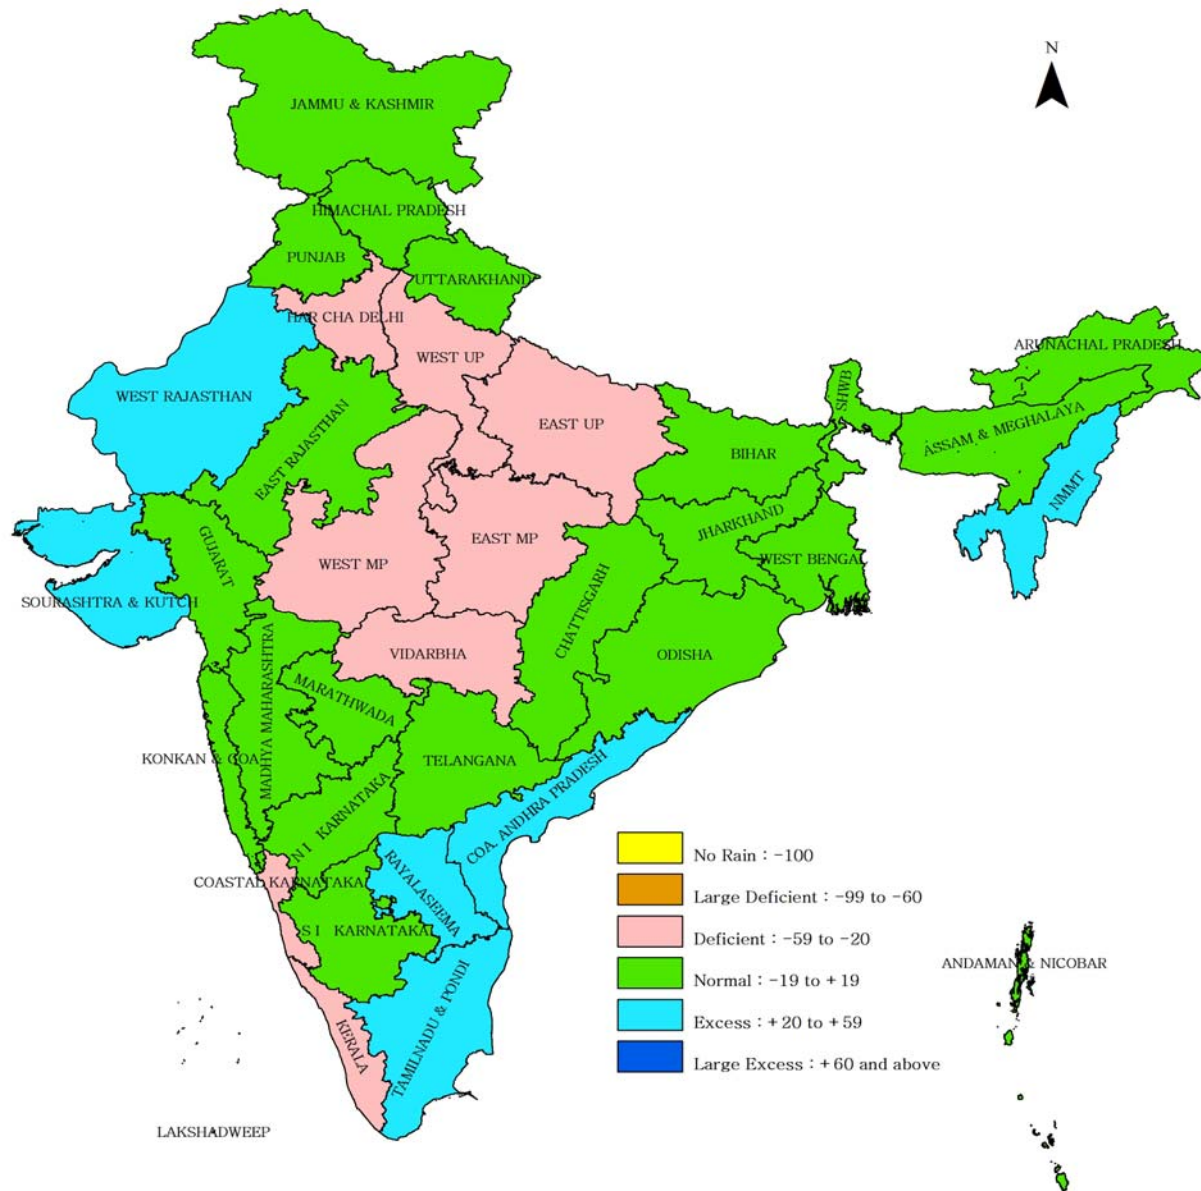 N
JAMMU & KASHMIR
HIMACHAL PRADESH
PUNJAB
UTTARAKHAND
HAR CHA DELHI
WEST UP
ARUNACHAL PRADESH
WEST RAJASTHAN
SHWB
EAST RAJASTHAN
EAST UP
ASSAM & MEGHALAYA
BIHAR
NMMT
JHARKHAND
EAST MP
GUJARAT
WEST MP
WEST BENGAL
SOURASHTRA & KUTCH
CHATTISGARH
VIDARBHA
ODISHA
MADHYA MAHARASHTRA
MARATHWADA
KONKAN & GOA
TELANGANA
COA. ANDHRA PRADESH
N I KARNATAKA
COASTAL KARNATAKA
RAYALASEEMA
S I KARNATAKA
TAMILNADU & PONDI
KERALA
LAKSHADWEEP
ANDAMAN & NICOBAR
No Rain : -100
Large Deficient : -99 to -60
Deficient : -59 to -20
Normal : -19 to +19
Excess : +20 to +59
Large Excess : +60 and above